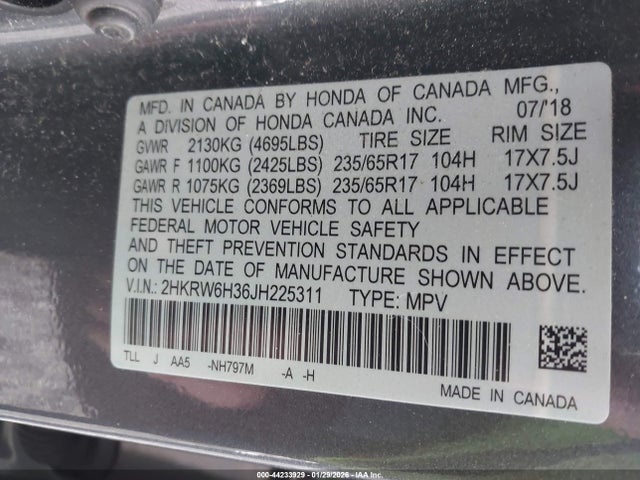 MFD. IN CANADA BY HONDA OF CANADA MFG.,
A DIVISION OF HONDA CANADA INC. 07/'18
GVWR 2130KG (4695LBS) TIRE SIZE RIM SIZE
GAWR F 1100KG (2425LBS) 235/65R17 104H 17X7.5J
GAWR R 1075KG (2369LBS) 235/65R17 104H 17X7.5J
THIS VEHICLE CONFORMS TO ALL APPLICABLE
FEDERAL MOTOR VEHICLE SAFETY
AND THEFT PREVENTION STANDARDS IN EFFECT
ON THE DATE OF MANUFACTURE SHOWN ABOVE.
V.I.N.: 2HKRW6H36JH225311 TYPE: MPV
TLL J AA5 -NH797M -A -H
MADE IN CANADA
000-44233929 - 01/29/2026 - IAA Corp.